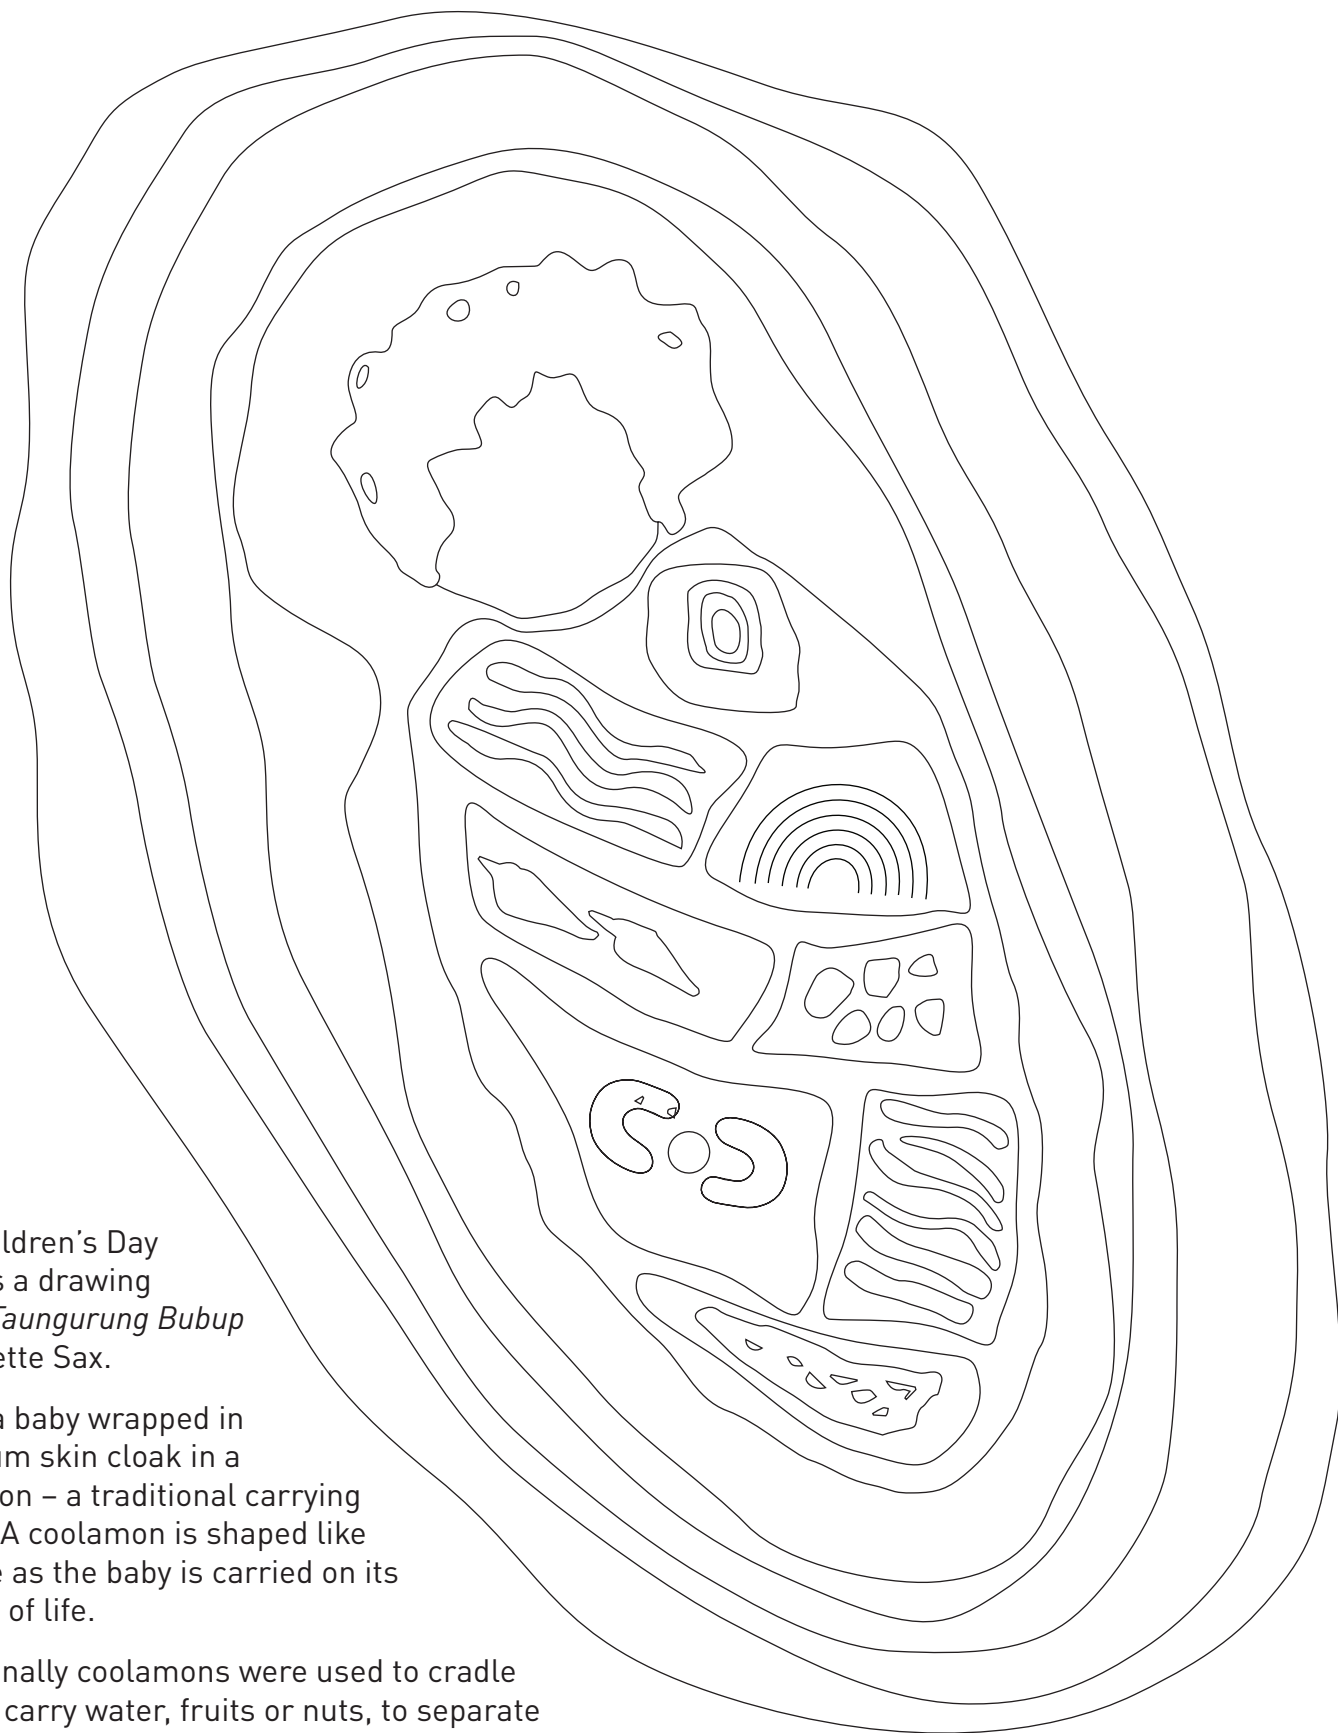 ldren’s Day
s a drawing
Taungurung Bubup
ette Sax.
a baby wrapped in
um skin cloak in a
on – a traditional carrying
A coolamon is shaped like
e as the baby is carried on its
of life.
nally coolamons were used to cradle
carry water, fruits or nuts, to separate